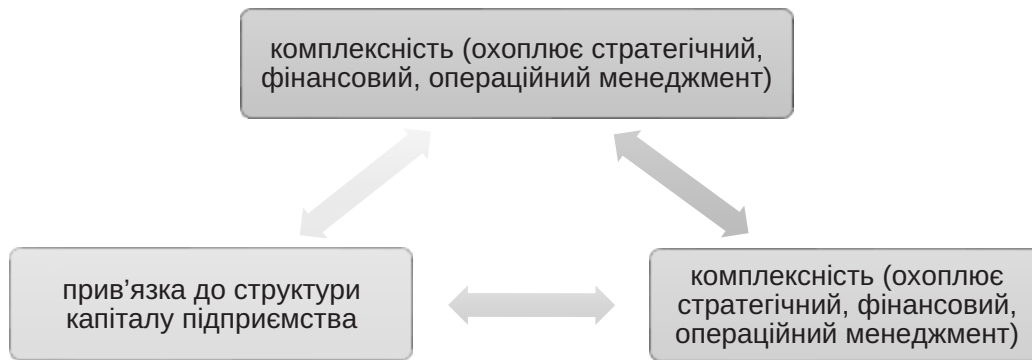 комплексність (охоплює стратегічний,
фінансовий, операційний менеджмент)
прив’язка до структури
капіталу підприємства
комплексність (охоплює
стратегічний, фінансовий,
операційний менеджмент)